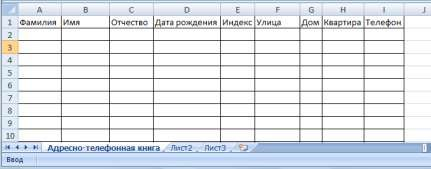 A B C D E F G H I J
1 Фамилия Имя Отчество Дата рождения Индекс Улица Дом Квартира Телефон
2
3
4
5
6
7
8
9
10
Адресно-телефонная книга Лист2 Лист3
Ввод